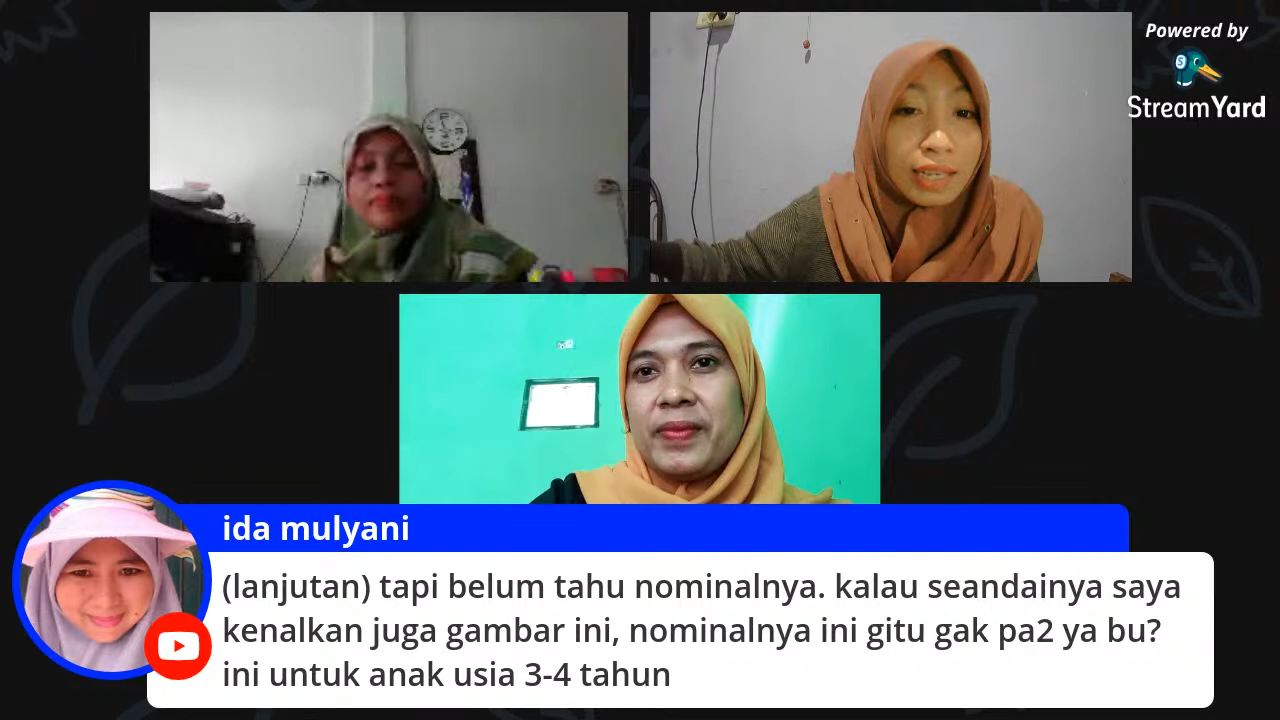 Powered by
StreamYard
ida mulyani
(lanjutan) tapi belum tahu nominalnya. kalau seandainya saya
kenalkan juga gambar ini, nominalnya ini gitu gak pa2 ya bu?
ini untuk anak usia 3-4 tahun